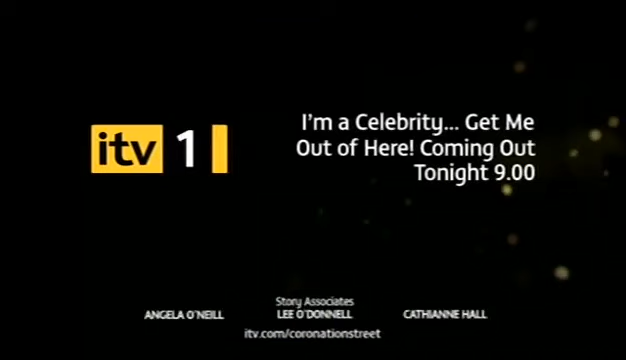 itv 1
I'm a Celebrity... Get Me
Out of Here! Coming Out
Tonight 9.00
Story Associates
ANGELA O'NEILL LEE O'DONNELL CATHIANNE HALL
itv.com/coronationstreet